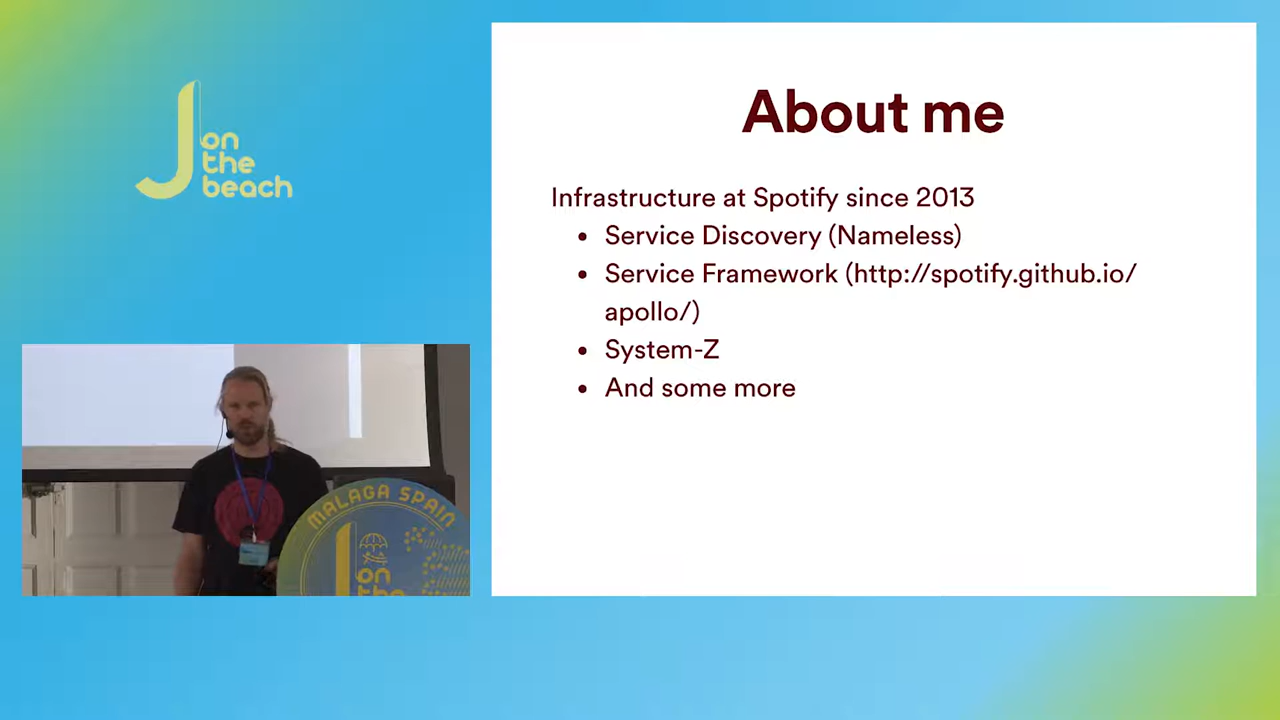 J on
the
beach
About me
Infrastructure at Spotify since 2013
• Service Discovery (Nameless)
• Service Framework (http://spotify.github.io/
apollo/)
• System-Z
• And some more
MALAGA SPAIN
J on
the